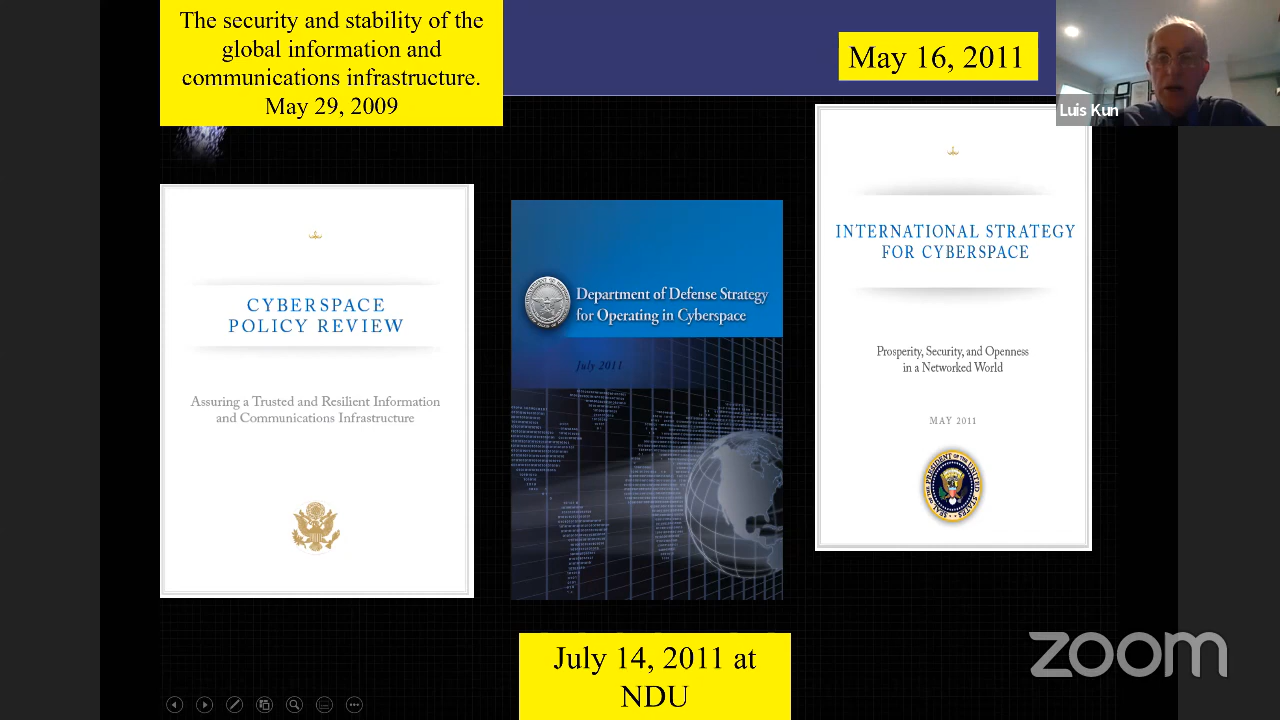 The security and stability of the
global information and
communications infrastructure.
May 29, 2009
May 16, 2011
Luis Kun
CYBERSPACE
POLICY REVIEW
Assuring a Trusted and Resilient Information
and Communications Infrastructure
Department of Defense Strategy
for Operating in Cyberspace
July 2011
INTERNATIONAL STRATEGY
FOR CYBERSPACE
Prosperity, Security, and Openness
in a Networked World
MAY 2011
July 14, 2011 at
NDU
zoom